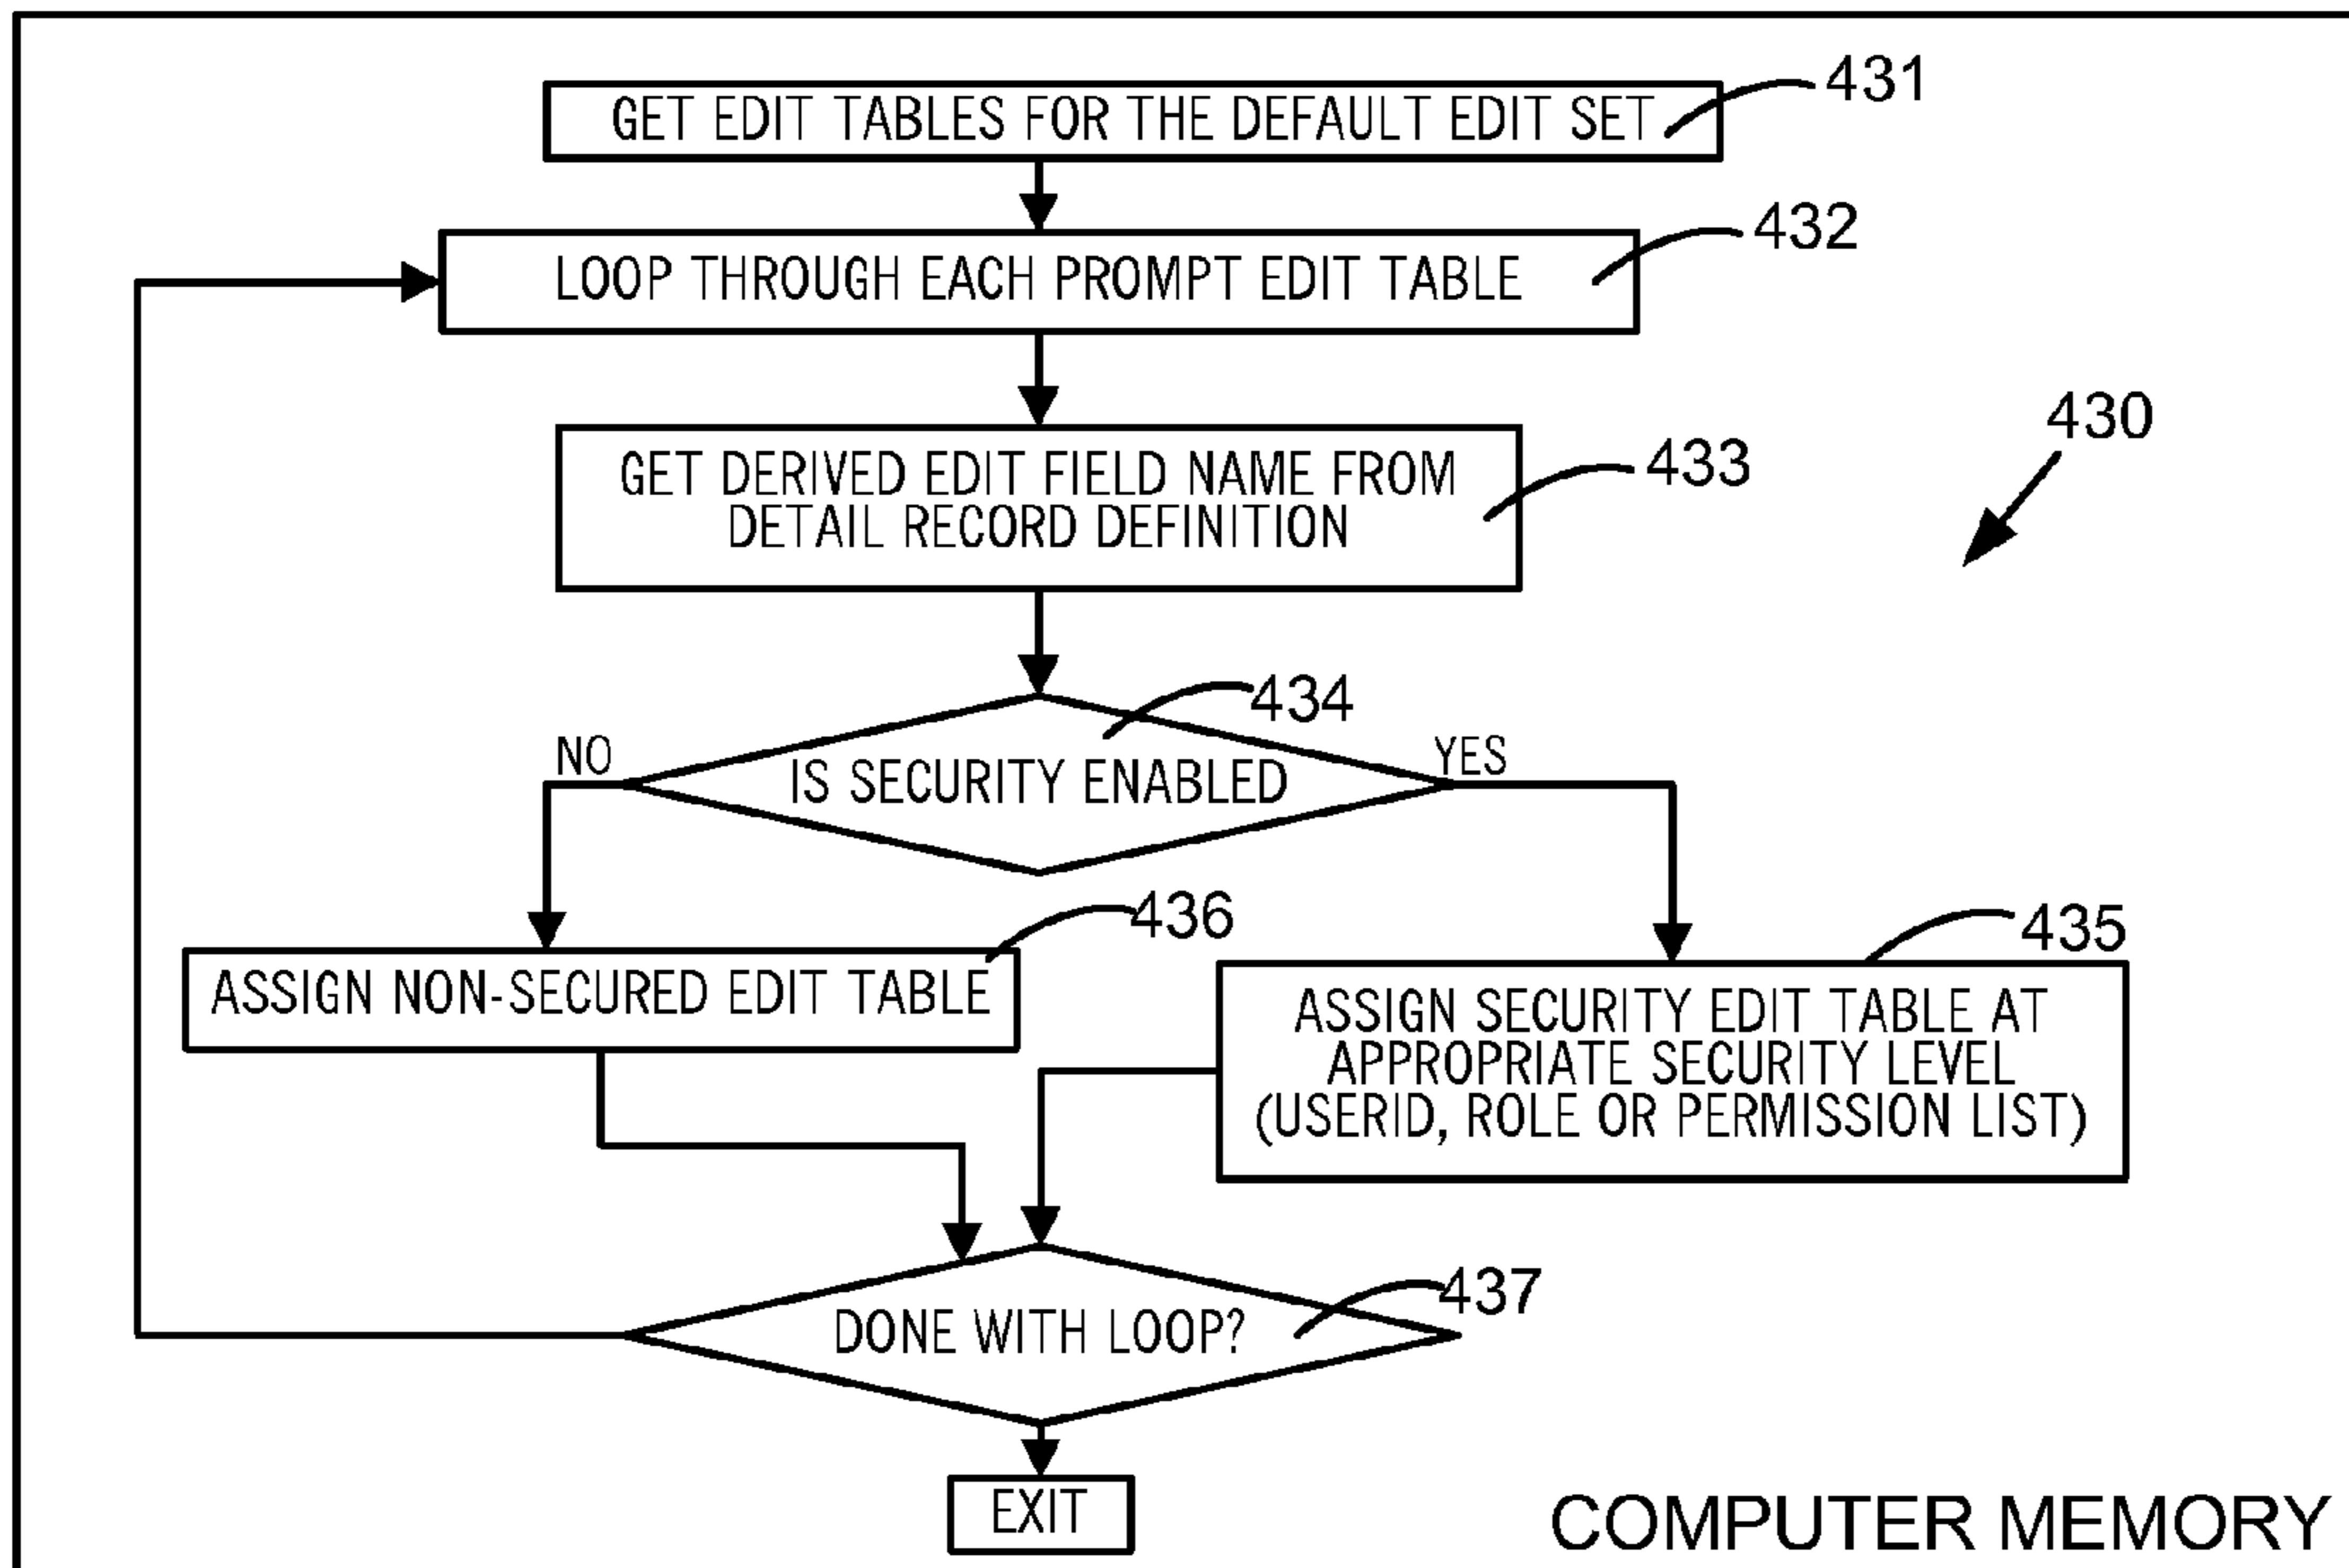 431
GET EDIT TABLES FOR THE DEFAULT EDIT SET
432
LOOP THROUGH EACH PROMPT EDIT TABLE
430
433
GET DERIVED EDIT FIELD NAME FROM
DETAIL RECORD DEFINITION
434
NO
YES
IS SECURITY ENABLED
436
435
ASSIGN NON-SECURED EDIT TABLE
ASSIGN SECURITY EDIT TABLE AT
APPROPRIATE SECURITY LEVEL
(USERID, ROLE OR PERMISSION LIST)
437
DONE WITH LOOP?
EXIT
COMPUTER MEMORY